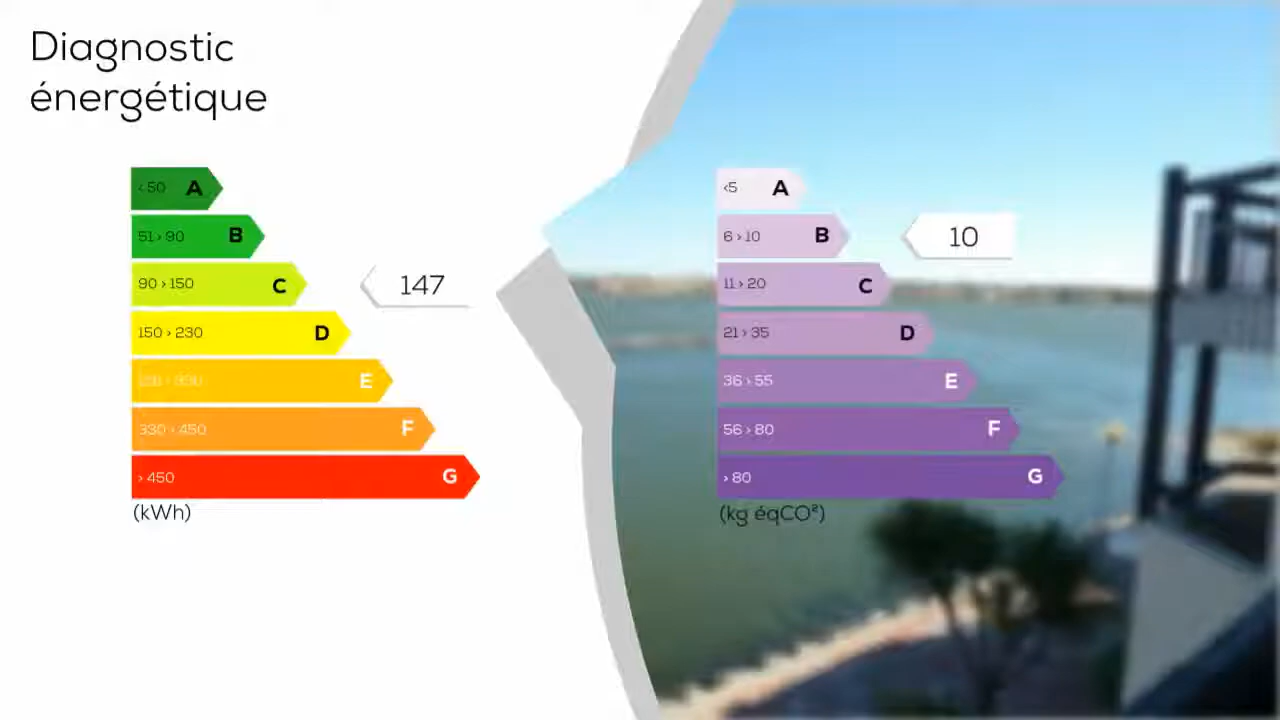 Diagnostic
énergétique
<50 A
51 > 90 B
90 > 150 C
147
150 > 230 D
E
330 > 450 F
> 450 G
(kWh)
<5 A
6 > 10 B
10
11 > 20 C
21 > 35 D
36 > 55 E
56 > 80 F
> 80 G
(kg éqCO²)